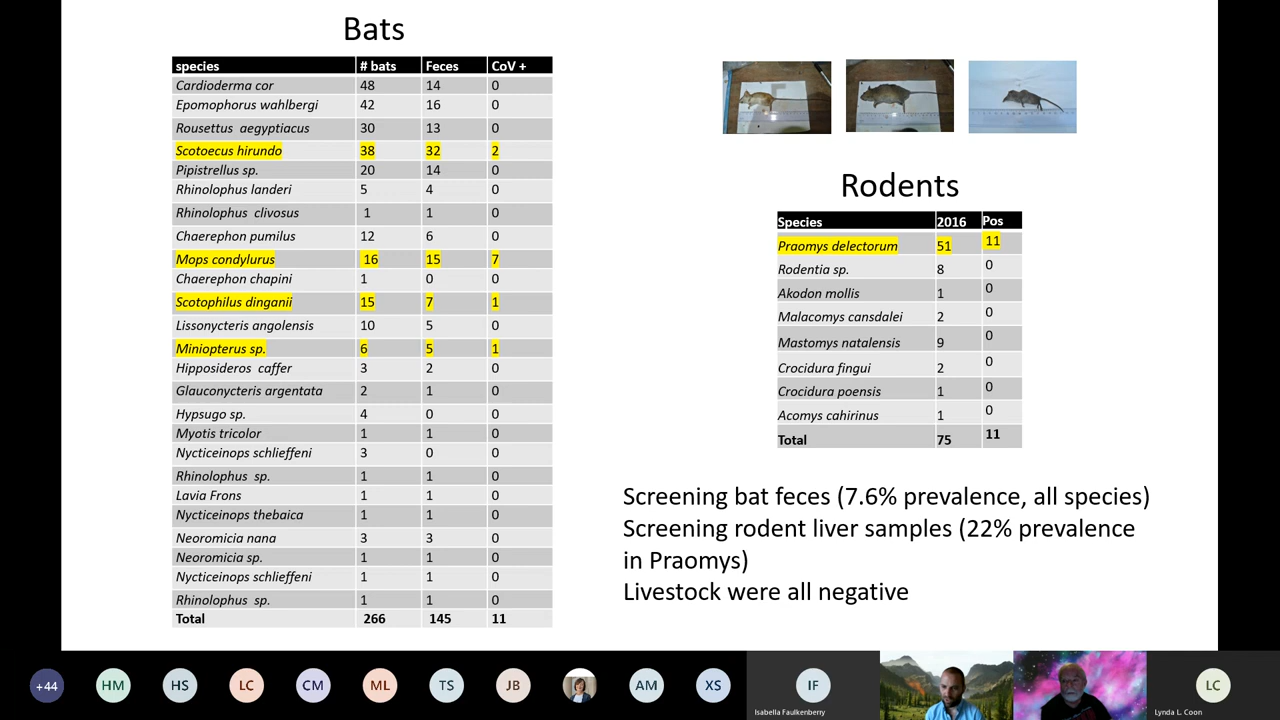 Bats
species # bats Feces CoV +
Cardioderma cor 48 14 0
Epomophorus wahlbergi 42 16 0
Rousettus aegyptiacus 30 13 0
Scotoecus hirundo 38 32 2
Pipistrellus sp. 20 14 0
Rhinolophus landeri 5 4 0
Rhinolophus clivosus 1 1 0
Chaerephon pumilus 12 6 0
Mops condylurus 16 15 7
Chaerephon chapini 1 0 0
Scotophilus dinganii 15 7 1
Lissonycteris angolensis 10 5 0
Miniopterus sp. 6 5 1
Hipposideros caffer 3 2 0
Glauconycteris argentata 2 1 0
Hypsugo sp. 4 0 0
Myotis tricolor 1 1 0
Nycticeinops schlieffeni 3 0 0
Rhinolophus sp. 1 1 0
Lavia Frons 1 1 0
Nycticeinops thebaica 1 1 0
Neoromicia nana 3 3 0
Neoromicia sp. 1 1 0
Nycticeinops schlieffeni 1 1 0
Rhinolophus sp. 1 1 0
Total 266 145 11
Rodents
Species 2016 Pos
Praomys delectorum 51 11
Rodentia sp. 8 0
Akodon mollis 1 0
Malacomys cansdalei 2 0
Mastomys natalensis 9 0
Crocidura fingui 2 0
Crocidura poensis 1 0
Acomys cahirinus 1 0
Total 75 11
Screening bat feces (7.6% prevalence, all species)
Screening rodent liver samples (22% prevalence
in Praomys)
Livestock were all negative
+44 HM HS LC CM ML TS JB AM XS IF LC
Isabella Faulkenberry Lynda L. Coon